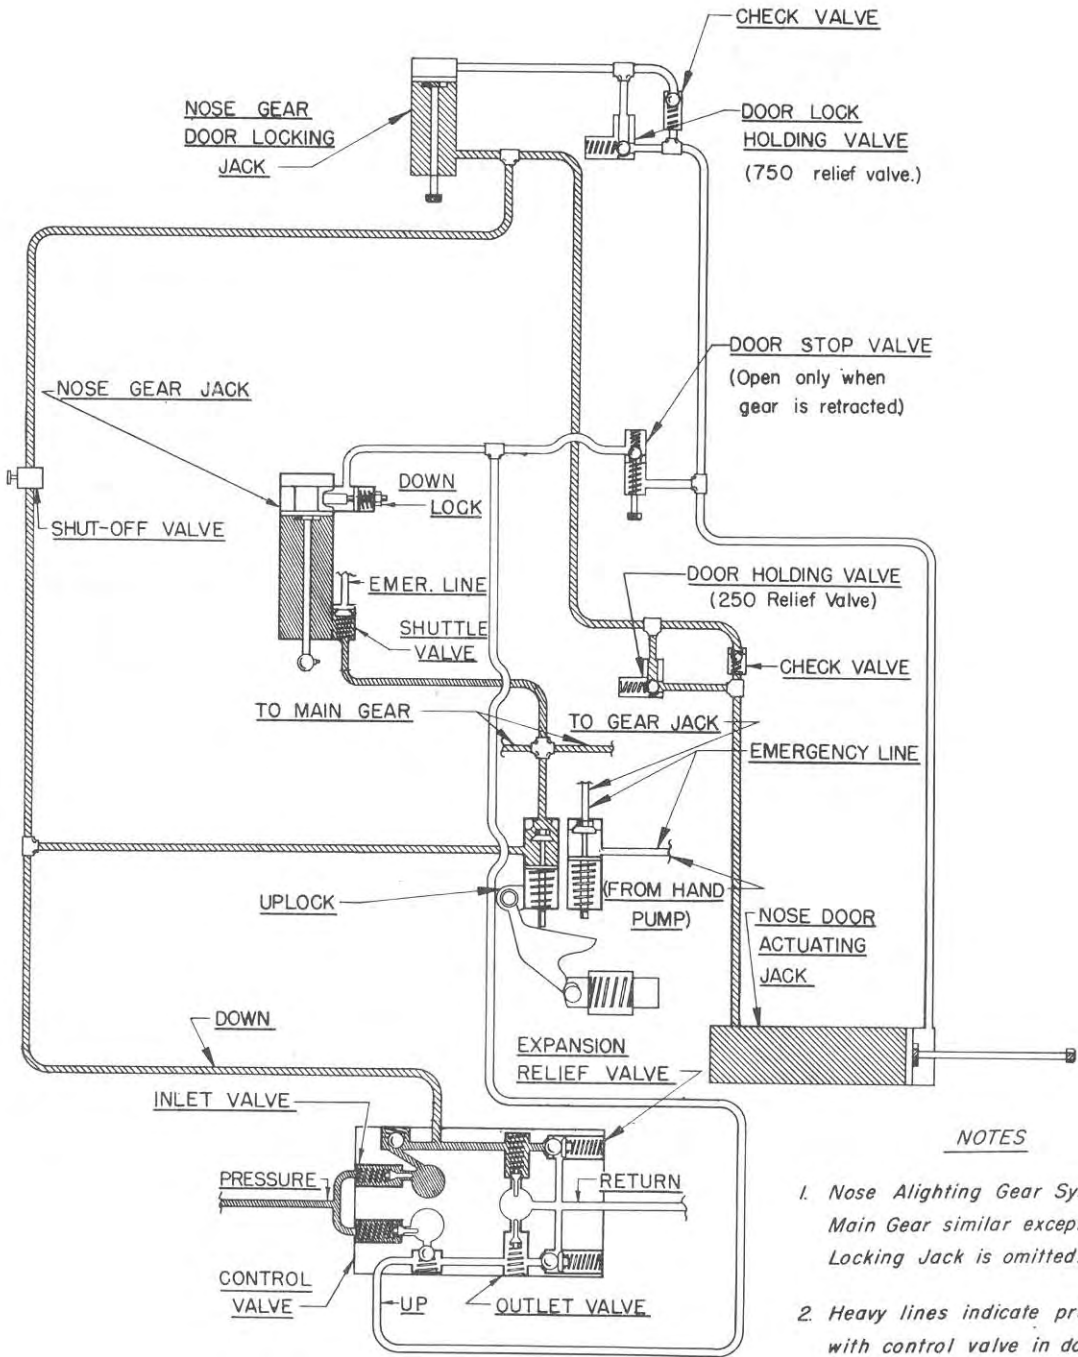 CHECK VALVE
NOSE GEAR
DOOR LOCKING
JACK
DOOR LOCK
HOLDING VALVE
(750 relief valve.)
DOOR STOP VALVE
(Open only when
gear is retracted)
NOSE GEAR JACK
DOWN
LOCK
SHUT-OFF VALVE
EMER. LINE
DOOR HOLDING VALVE
(250 Relief Valve)
SHUTTLE
VALVE
CHECK VALVE
TO MAIN GEAR
TO GEAR JACK
EMERGENCY LINE
UPLOCK
(FROM HAND
PUMP)
NOSE DOOR
ACTUATING
JACK
DOWN
EXPANSION
RELIEF VALVE
INLET VALVE
PRESSURE
RETURN
CONTROL
VALVE
UP
OUTLET VALVE
NOTES
1. Nose Alighting Gear Sy
Main Gear similar excep
Locking Jack is omitted.
2. Heavy lines indicate pr
with control valve in do